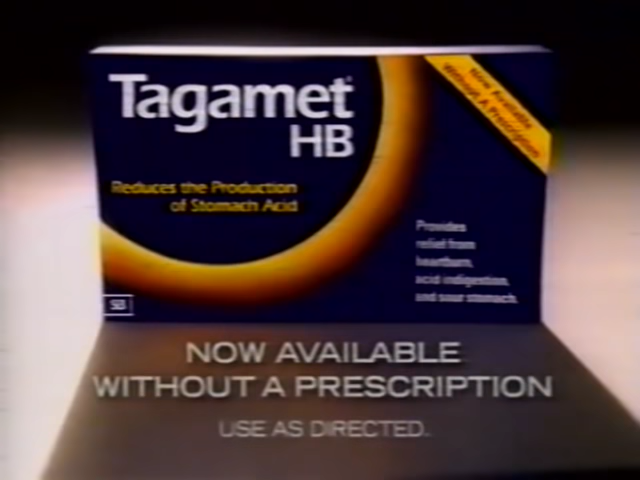 Tagamet
HB
Reduces the Production
of Stomach Acid
Now Available
Without A Prescription
Provides
relief from
heartburn,
acid indigestion,
and sour stomach.
SB
NOW AVAILABLE
WITHOUT A PRESCRIPTION
USE AS DIRECTED.